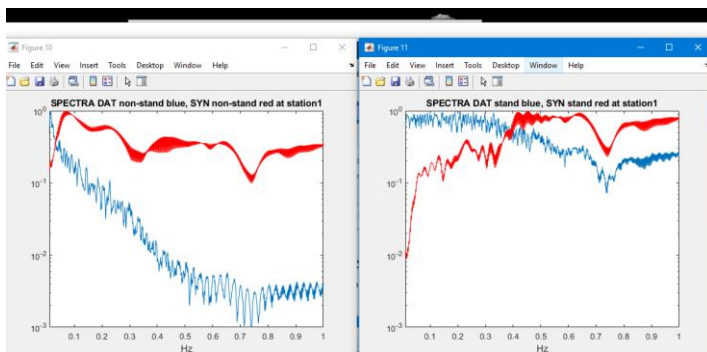 Figure 10
File Edit View Insert Tools Desktop Window Help
SPECTRA DAT non-stand blue, SYN non-stand red at station1
10^0
10^-1
10^-2
10^-3
0.1 0.2 0.3 0.4 0.5 0.6 0.7 0.8 0.9 1
Hz
Figure 11
File Edit View Insert Tools Desktop Window Help
SPECTRA DAT stand blue, SYN stand red at station1
10^0
10^-1
10^-2
10^-3
0.1 0.2 0.3 0.4 0.5 0.6 0.7 0.8 0.9 1
Hz